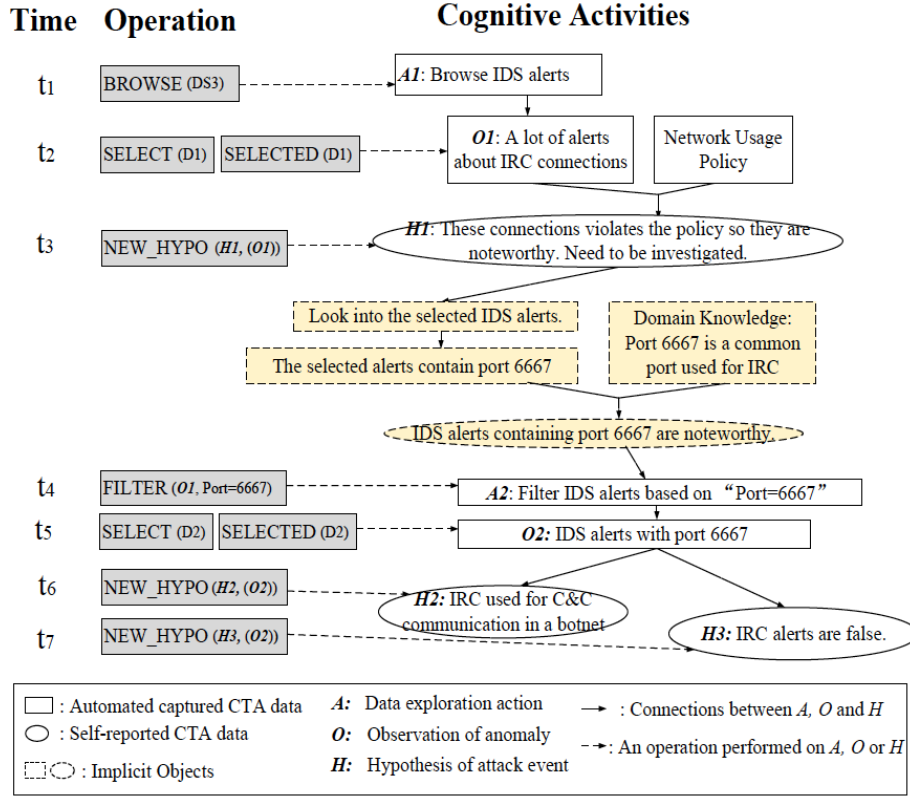 Time Operation Cognitive Activities
t1 BROWSE (DS3) A1: Browse IDS alerts
t2 SELECT (D1) SELECTED (D1) O1: A lot of alerts
about IRC connections
Network Usage
Policy
t3 NEW_HYPO (H1, (O1)) H1: These connections violates the policy so they are
noteworthy. Need to be investigated.
Look into the selected IDS alerts.
The selected alerts contain port 6667
Domain Knowledge:
Port 6667 is a common
port used for IRC
IDS alerts containing port 6667 are noteworthy.
t4 FILTER (O1, Port=6667) A2: Filter IDS alerts based on “Port=6667”
t5 SELECT (D2) SELECTED (D2) O2: IDS alerts with port 6667
t6 NEW_HYPO (H2, (O2)) H2: IRC used for C&C
communication in a botnet
t7 NEW_HYPO (H3, (O2)) H3: IRC alerts are false.
: Automated captured CTA data
: Self-reported CTA data
: Implicit Objects
A: Data exploration action
O: Observation of anomaly
H: Hypothesis of attack event
: Connections between A, O and H
: An operation performed on A, O or H